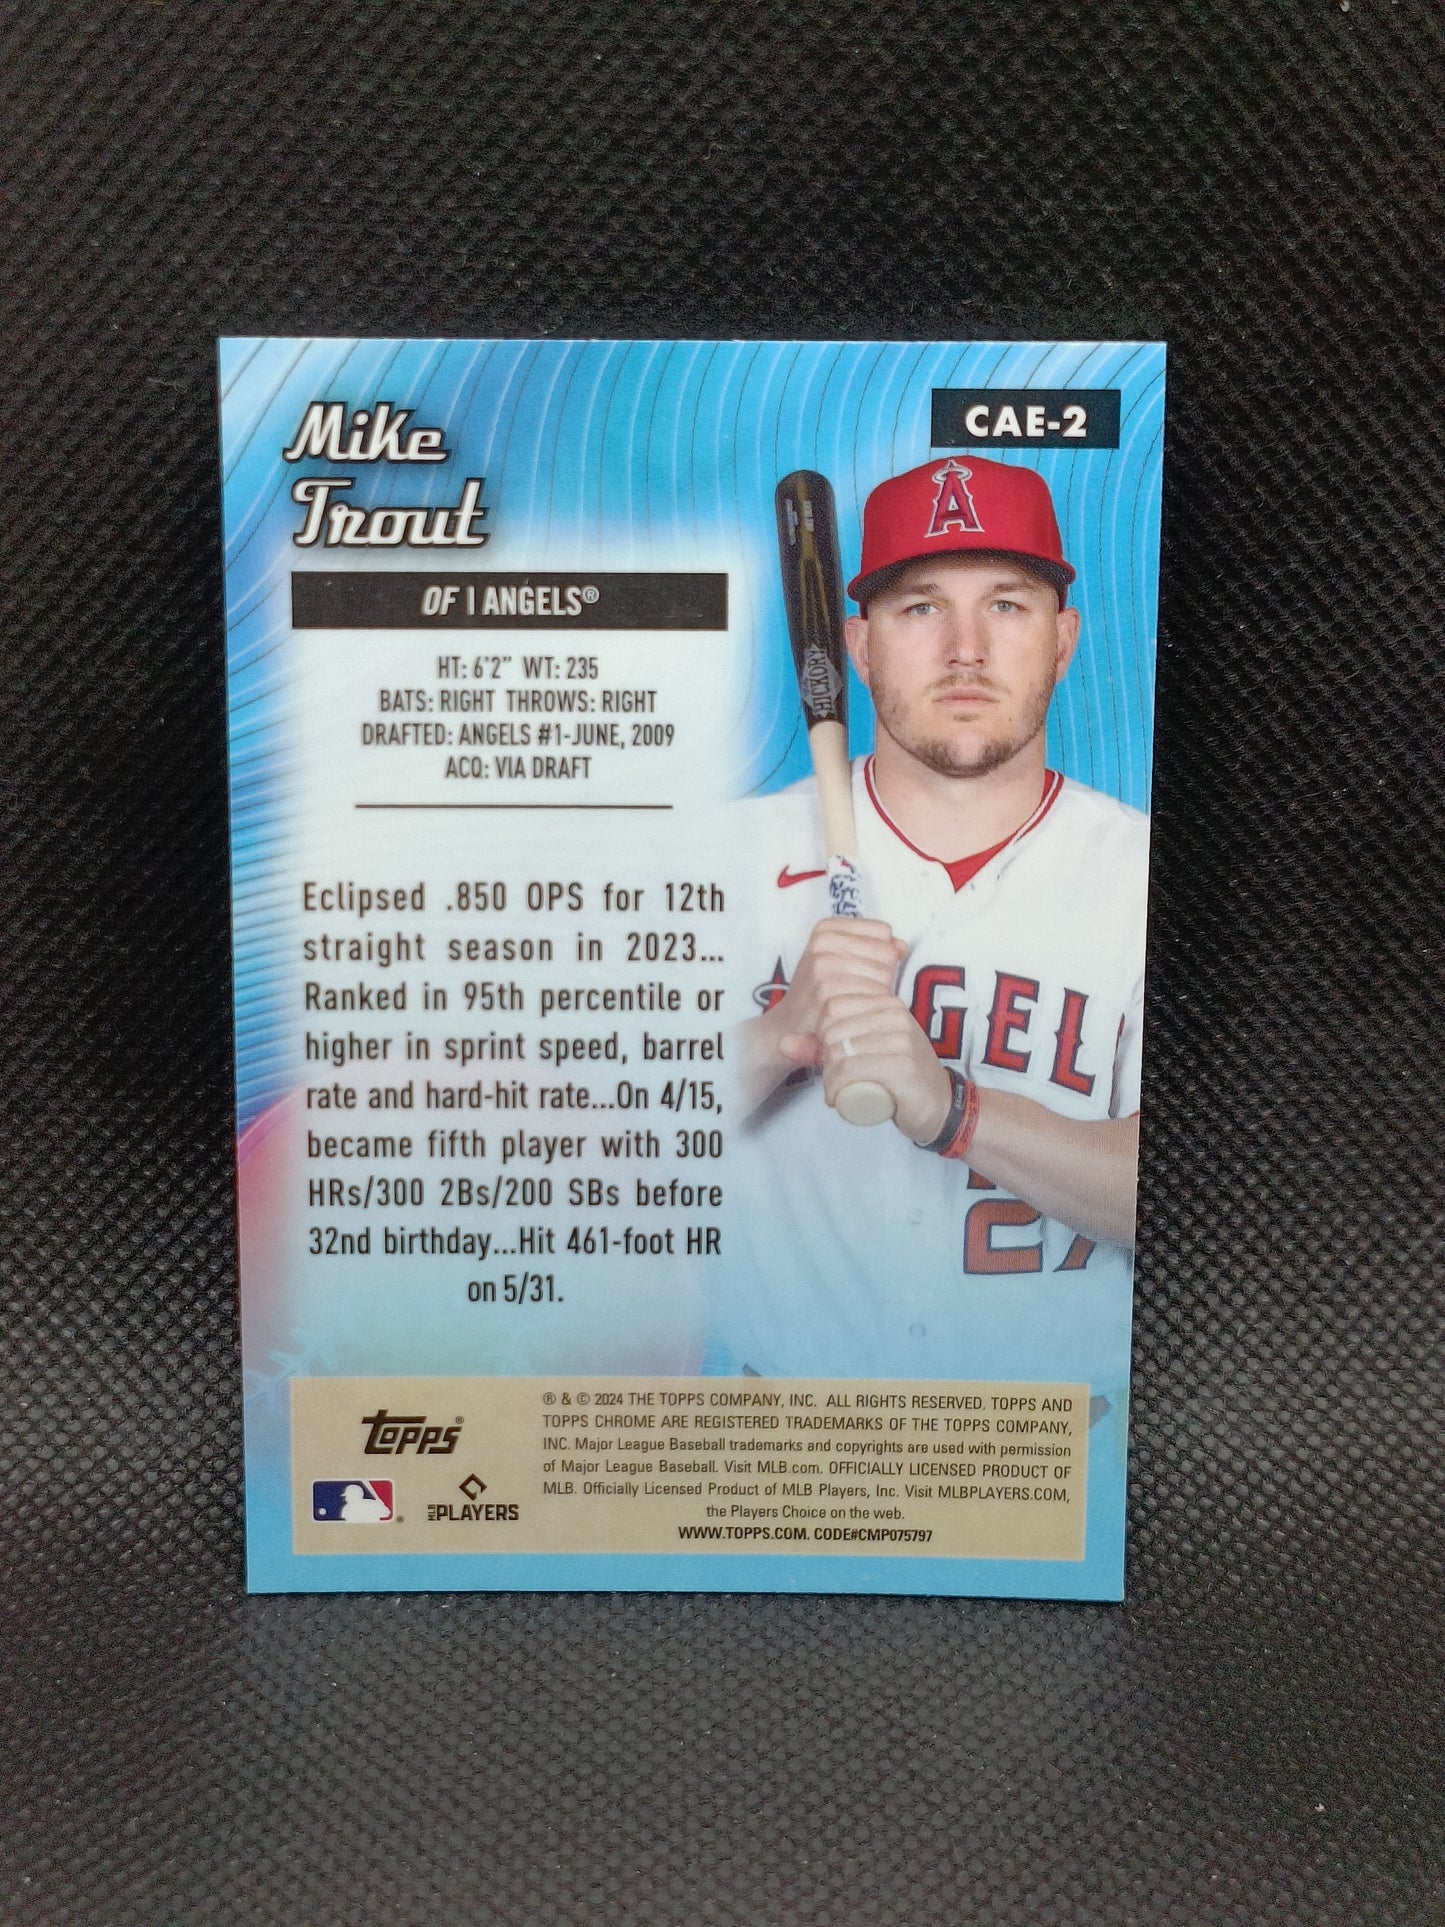 CAE-2
Mike
Trout
OF | ANGELS®
HT: 6'2" WT: 235
BATS: RIGHT THROWS: RIGHT
DRAFTED: ANGELS #1-JUNE, 2009
ACQ: VIA DRAFT
Eclipsed .850 OPS for 12th
straight season in 2023...
Ranked in 95th percentile or
higher in sprint speed, barrel
rate and hard-hit rate...On 4/15,
became fifth player with 300
HRs/300 2Bs/200 SBs before
32nd birthday...Hit 461-foot HR
on 5/31.
A
HICKORY
ANGEL
27
topps®
MLB PLAYERS
® & © 2024 THE TOPPS COMPANY, INC. ALL RIGHTS RESERVED. TOPPS AND
TOPPS CHROME ARE REGISTERED TRADEMARKS OF THE TOPPS COMPANY,
INC. Major League Baseball trademarks and copyrights are used with permission
of Major League Baseball. Visit MLB.com. OFFICIALLY LICENSED PRODUCT OF
MLB. Officially Licensed Product of MLB Players, Inc. Visit MLBPLAYERS.COM,
the Players Choice on the web.
WWW.TOPPS.COM. CODE#CMP075797